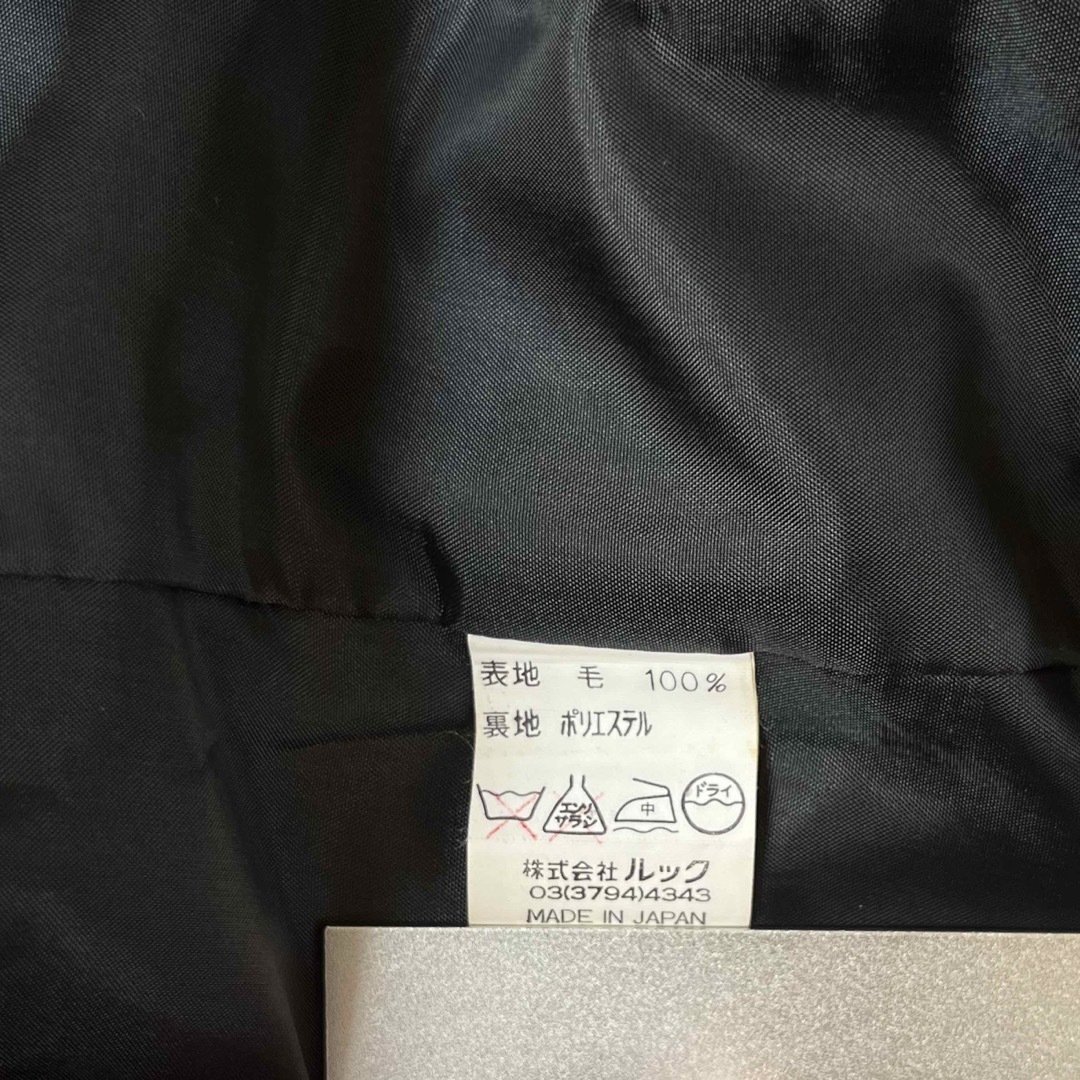 表地 毛 100%
裏地 ポリエステル
エンソ サラシ 中 ドライ
株式会社 ルック
03(3794)4343
MADE IN JAPAN